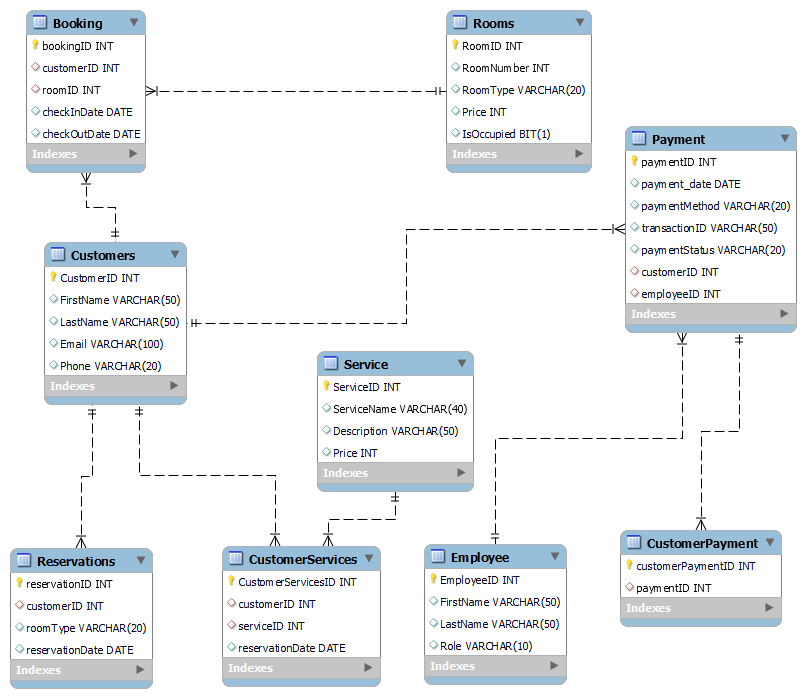 Booking
bookingID INT
customerID INT
roomID INT
checkInDate DATE
checkOutDate DATE
Indexes
Rooms
RoomID INT
RoomNumber INT
RoomType VARCHAR(20)
Price INT
IsOccupied BIT(1)
Indexes
Payment
paymentID INT
payment_date DATE
paymentMethod VARCHAR(20)
transactionID VARCHAR(50)
paymentStatus VARCHAR(20)
customerID INT
employeeID INT
Indexes
Customers
CustomerID INT
FirstName VARCHAR(50)
LastName VARCHAR(50)
Email VARCHAR(100)
Phone VARCHAR(20)
Indexes
Service
ServiceID INT
ServiceName VARCHAR(40)
Description VARCHAR(50)
Price INT
Indexes
Reservations
reservationID INT
customerID INT
roomType VARCHAR(20)
reservationDate DATE
Indexes
CustomerServices
CustomerServicesID INT
customerID INT
serviceID INT
reservationDate DATE
Indexes
Employee
EmployeeID INT
FirstName VARCHAR(50)
LastName VARCHAR(50)
Role VARCHAR(10)
Indexes
CustomerPayment
customerPaymentID INT
paymentID INT
Indexes